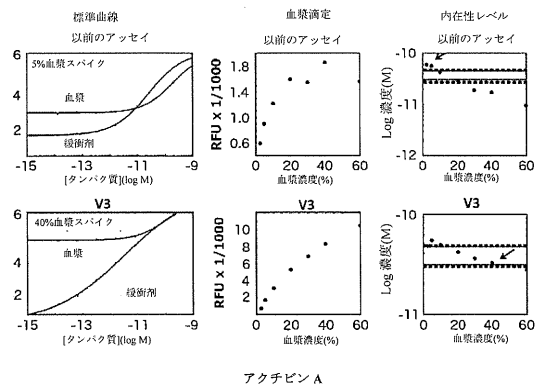 標準曲線
以前のアッセイ
5%血漿スパイク
血漿
緩衝剤
6
4
2
-15
-13
-11
-9
[タンパク質](log M)
血漿滴定
以前のアッセイ
RFU x 1/1000
1.8
1.4
1.0
0.6
0
20
40
60
血漿濃度(%)
内在性レベル
以前のアッセイ
Log 濃度(M)
-10
-11
-12
0
20
40
60
血漿濃度(%)
V3
40%血漿スパイク
血漿
緩衝剤
6
4
2
-15
-13
-11
-9
[タンパク質](log M)
V3
RFU x 1/1000
10
8
6
4
2
0
20
40
60
血漿濃度(%)
V3
Log 濃度(M)
-10
-11
0
20
40
60
血漿濃度(%)
アクチビン A